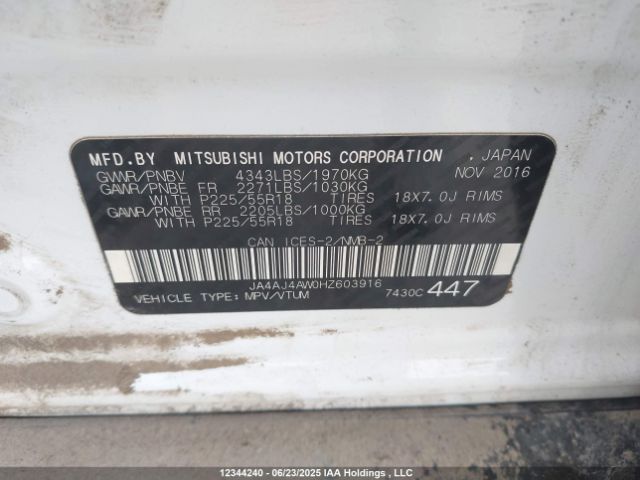 MFD.BY MITSUBISHI MOTORS CORPORATION , JAPAN
GVWR/PNBV 4343LBS/1970KG NOV 2016
GAWR/PNBE FR 2271LBS/1030KG
WITH P225/55R18 TIRES 18X7.0J RIMS
GAWR/PNBE RR 2205LBS/1000KG
WITH P225/55R18 TIRES 18X7.0J RIMS
CAN ICES-2/NMB-2
JA4AJ4AW0HZ603916
VEHICLE TYPE:MPV/VTUM 7430C 447
12344240 - 06/23/2025 IAA Holdings , LLC